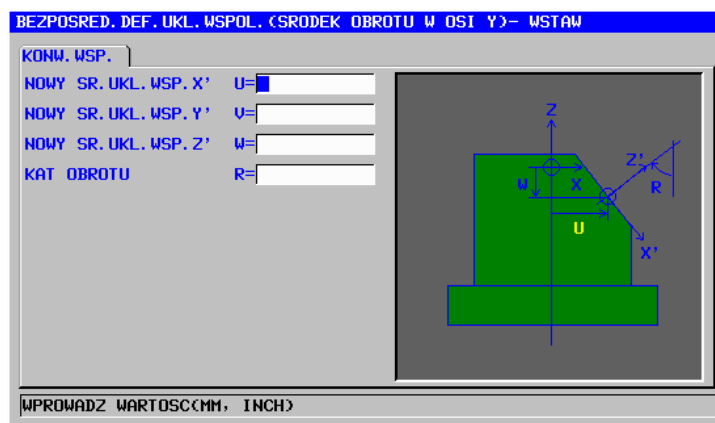 BEZPOSRED.DEF.UKL.WSPOL.(SRODEK OBROTU W OSI Y)- WSTAW
KONW.WSP.
NOWY SR.UKL.WSP.X' U=
NOWY SR.UKL.WSP.Y' V=
NOWY SR.UKL.WSP.Z' W=
KAT OBROTU R=
Z
Z'
W X R
U
X'
WPROWADZ WARTOSC(MM, INCH)